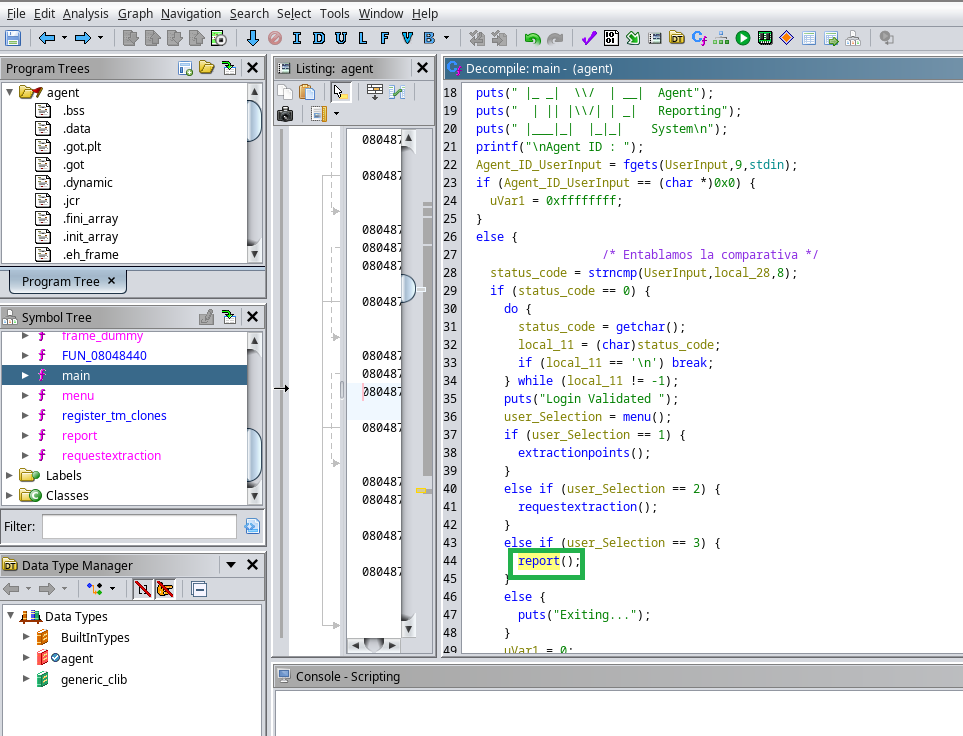 File Edit Analysis Graph Navigation Search Select Tools Window Help
I D U L F V B
Program Trees
agent
.bss
.data
.got.plt
.got
.dynamic
.jcr
.fini_array
.init_array
.eh_frame
Program Tree
Symbol Tree
frame_dummy
FUN_08048440
main
menu
register_tm_clones
report
requestextraction
Labels
Classes
Filter:
Data Type Manager
Data Types
BuiltInTypes
agent
generic_clib
Listing: agent
080487
080487
080487
080487
080487
080487
080487
080487
080487
080487
080487
080487
080487
080487
Decompile: main - (agent)
18 puts(" |_ _|  \\/  | __|  Agent");
19 puts("  | || |\\/| | _|   Reporting");
20 puts(" |___|_|  |_|_|    System\n");
21 printf("\nAgent ID : ");
22 Agent_ID_UserInput = fgets(UserInput,9,stdin);
23 if (Agent_ID_UserInput == (char *)0x0) {
24 uVar1 = 0xffffffff;
25 }
26 else {
27 /* Entablamos la comparativa */
28 status_code = strncmp(UserInput,local_28,8);
29 if (status_code == 0) {
30 do {
31 status_code = getchar();
32 local_11 = (char)status_code;
33 if (local_11 == '\n') break;
34 } while (local_11 != -1);
35 puts("Login Validated ");
36 user_Selection = menu();
37 if (user_Selection == 1) {
38 extractionpoints();
39 }
40 else if (user_Selection == 2) {
41 requestextraction();
42 }
43 else if (user_Selection == 3) {
44 report();
45 }
46 else {
47 puts("Exiting...");
48 }
49 uVar1 = 0;
Console - Scripting